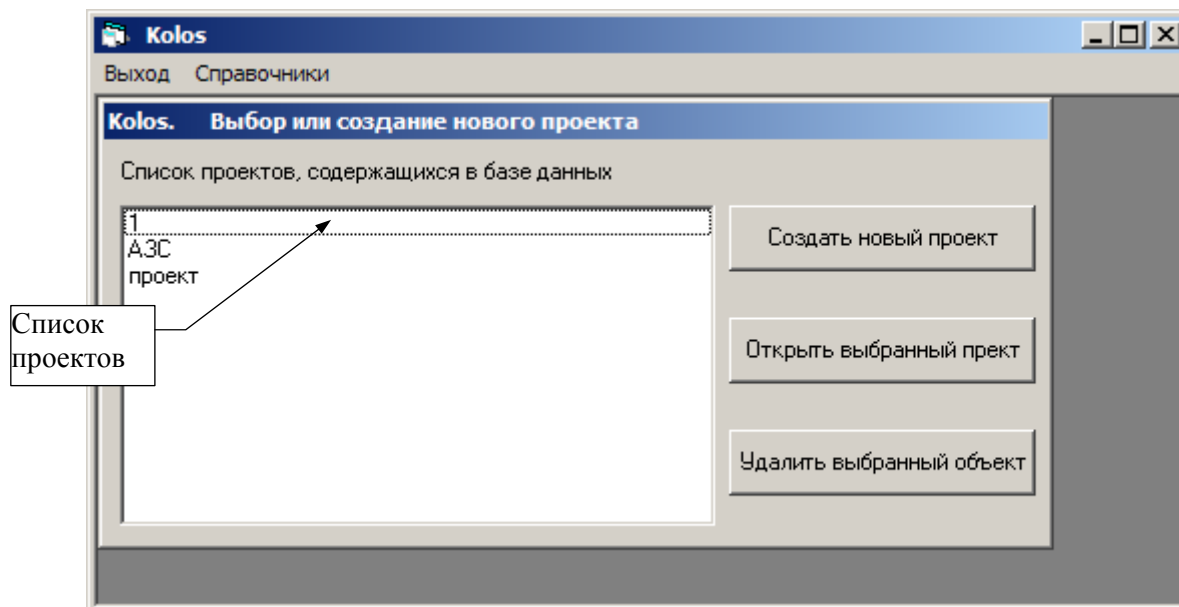 Kolos
Выход Справочники
Kolos. Выбор или создание нового проекта
Список проектов, содержащихся в базе данных
1
АЗС
проект
Создать новый проект
Открыть выбранный прект
Удалить выбранный объект
Список
проектов